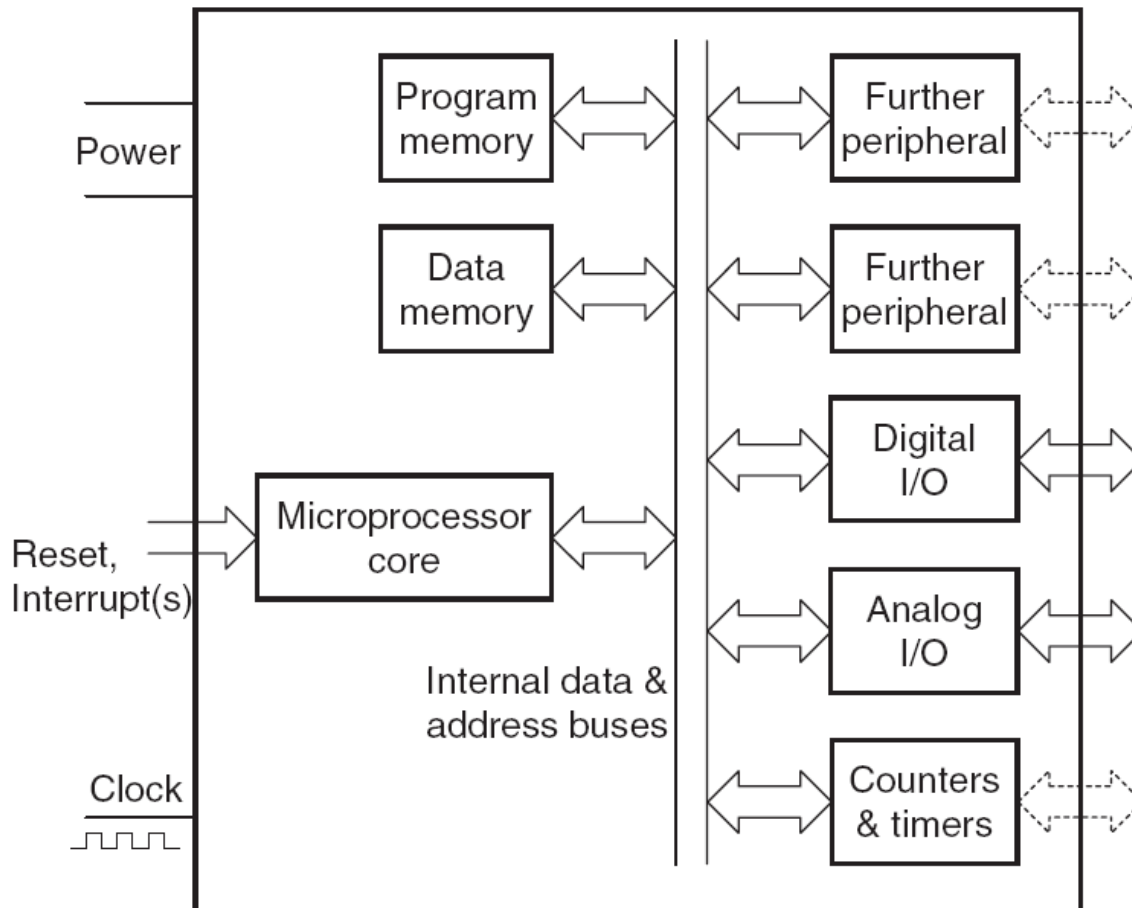 Power
Program
memory
Further
peripheral
Data
memory
Further
peripheral
Digital
I/O
Reset,
Interrupt(s)
Microprocessor
core
Analog
I/O
Internal data &
address buses
Clock
Counters
& timers